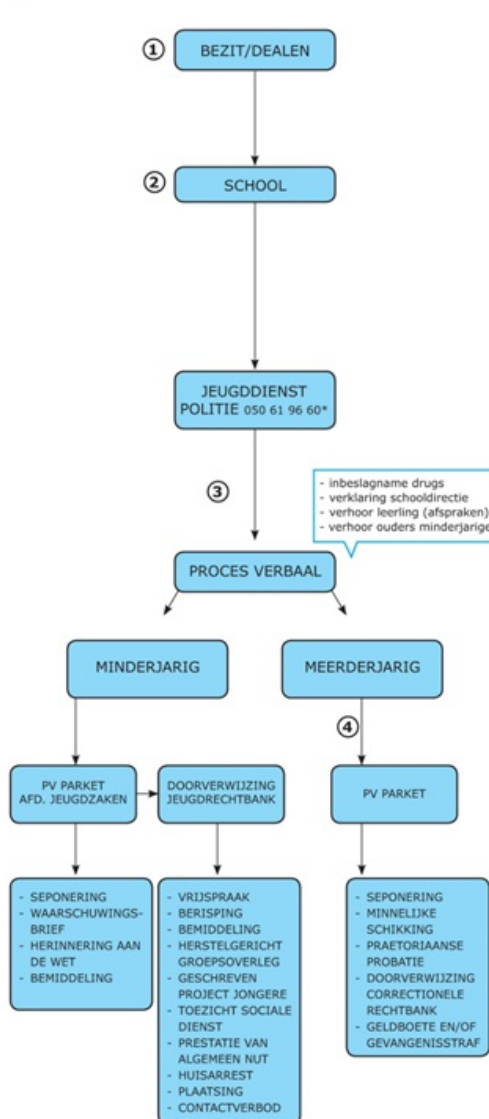 ① BEZIT/DEALEN
② SCHOOL
JEUGDDIENST
POLITIE 050 61 96 60*
③
- inbeslagname drugs
- verklaring schooldirectie
- verhoor leerling (afspraken)
- verhoor ouders minderjarige
PROCES VERBAAL
MINDERJARIG
MEERDERJARIG
④
PV PARKET
AFD. JEUGDZAKEN
DOORVERWIJZING
JEUGDRECHTBANK
PV PARKET
- SEPONERING
- WAARSCHUWINGS-
BRIEF
- HERINNERING AAN
DE WET
- BEMIDDELING
- VRIJSPRAAK
- BERISPING
- BEMIDDELING
- HERSTELGERICHT
GROEPSOVERLEG
- GESCHREVEN
PROJECT JONGERE
- TOEZICHT SOCIALE
DIENST
- PRESTATIE VAN
ALGEMEEN NUT
- HUISARREST
- PLAATSING
- CONTACTVERBOD
- SEPONERING
- MINNELIJKE
SCHIKKING
- PRAETORIAANSE
PROBATIE
- DOORVERWIJZING
CORRECTIONELE
RECHTBANK
- GELDBOETE EN/OF
GEVANGENISSTRAF